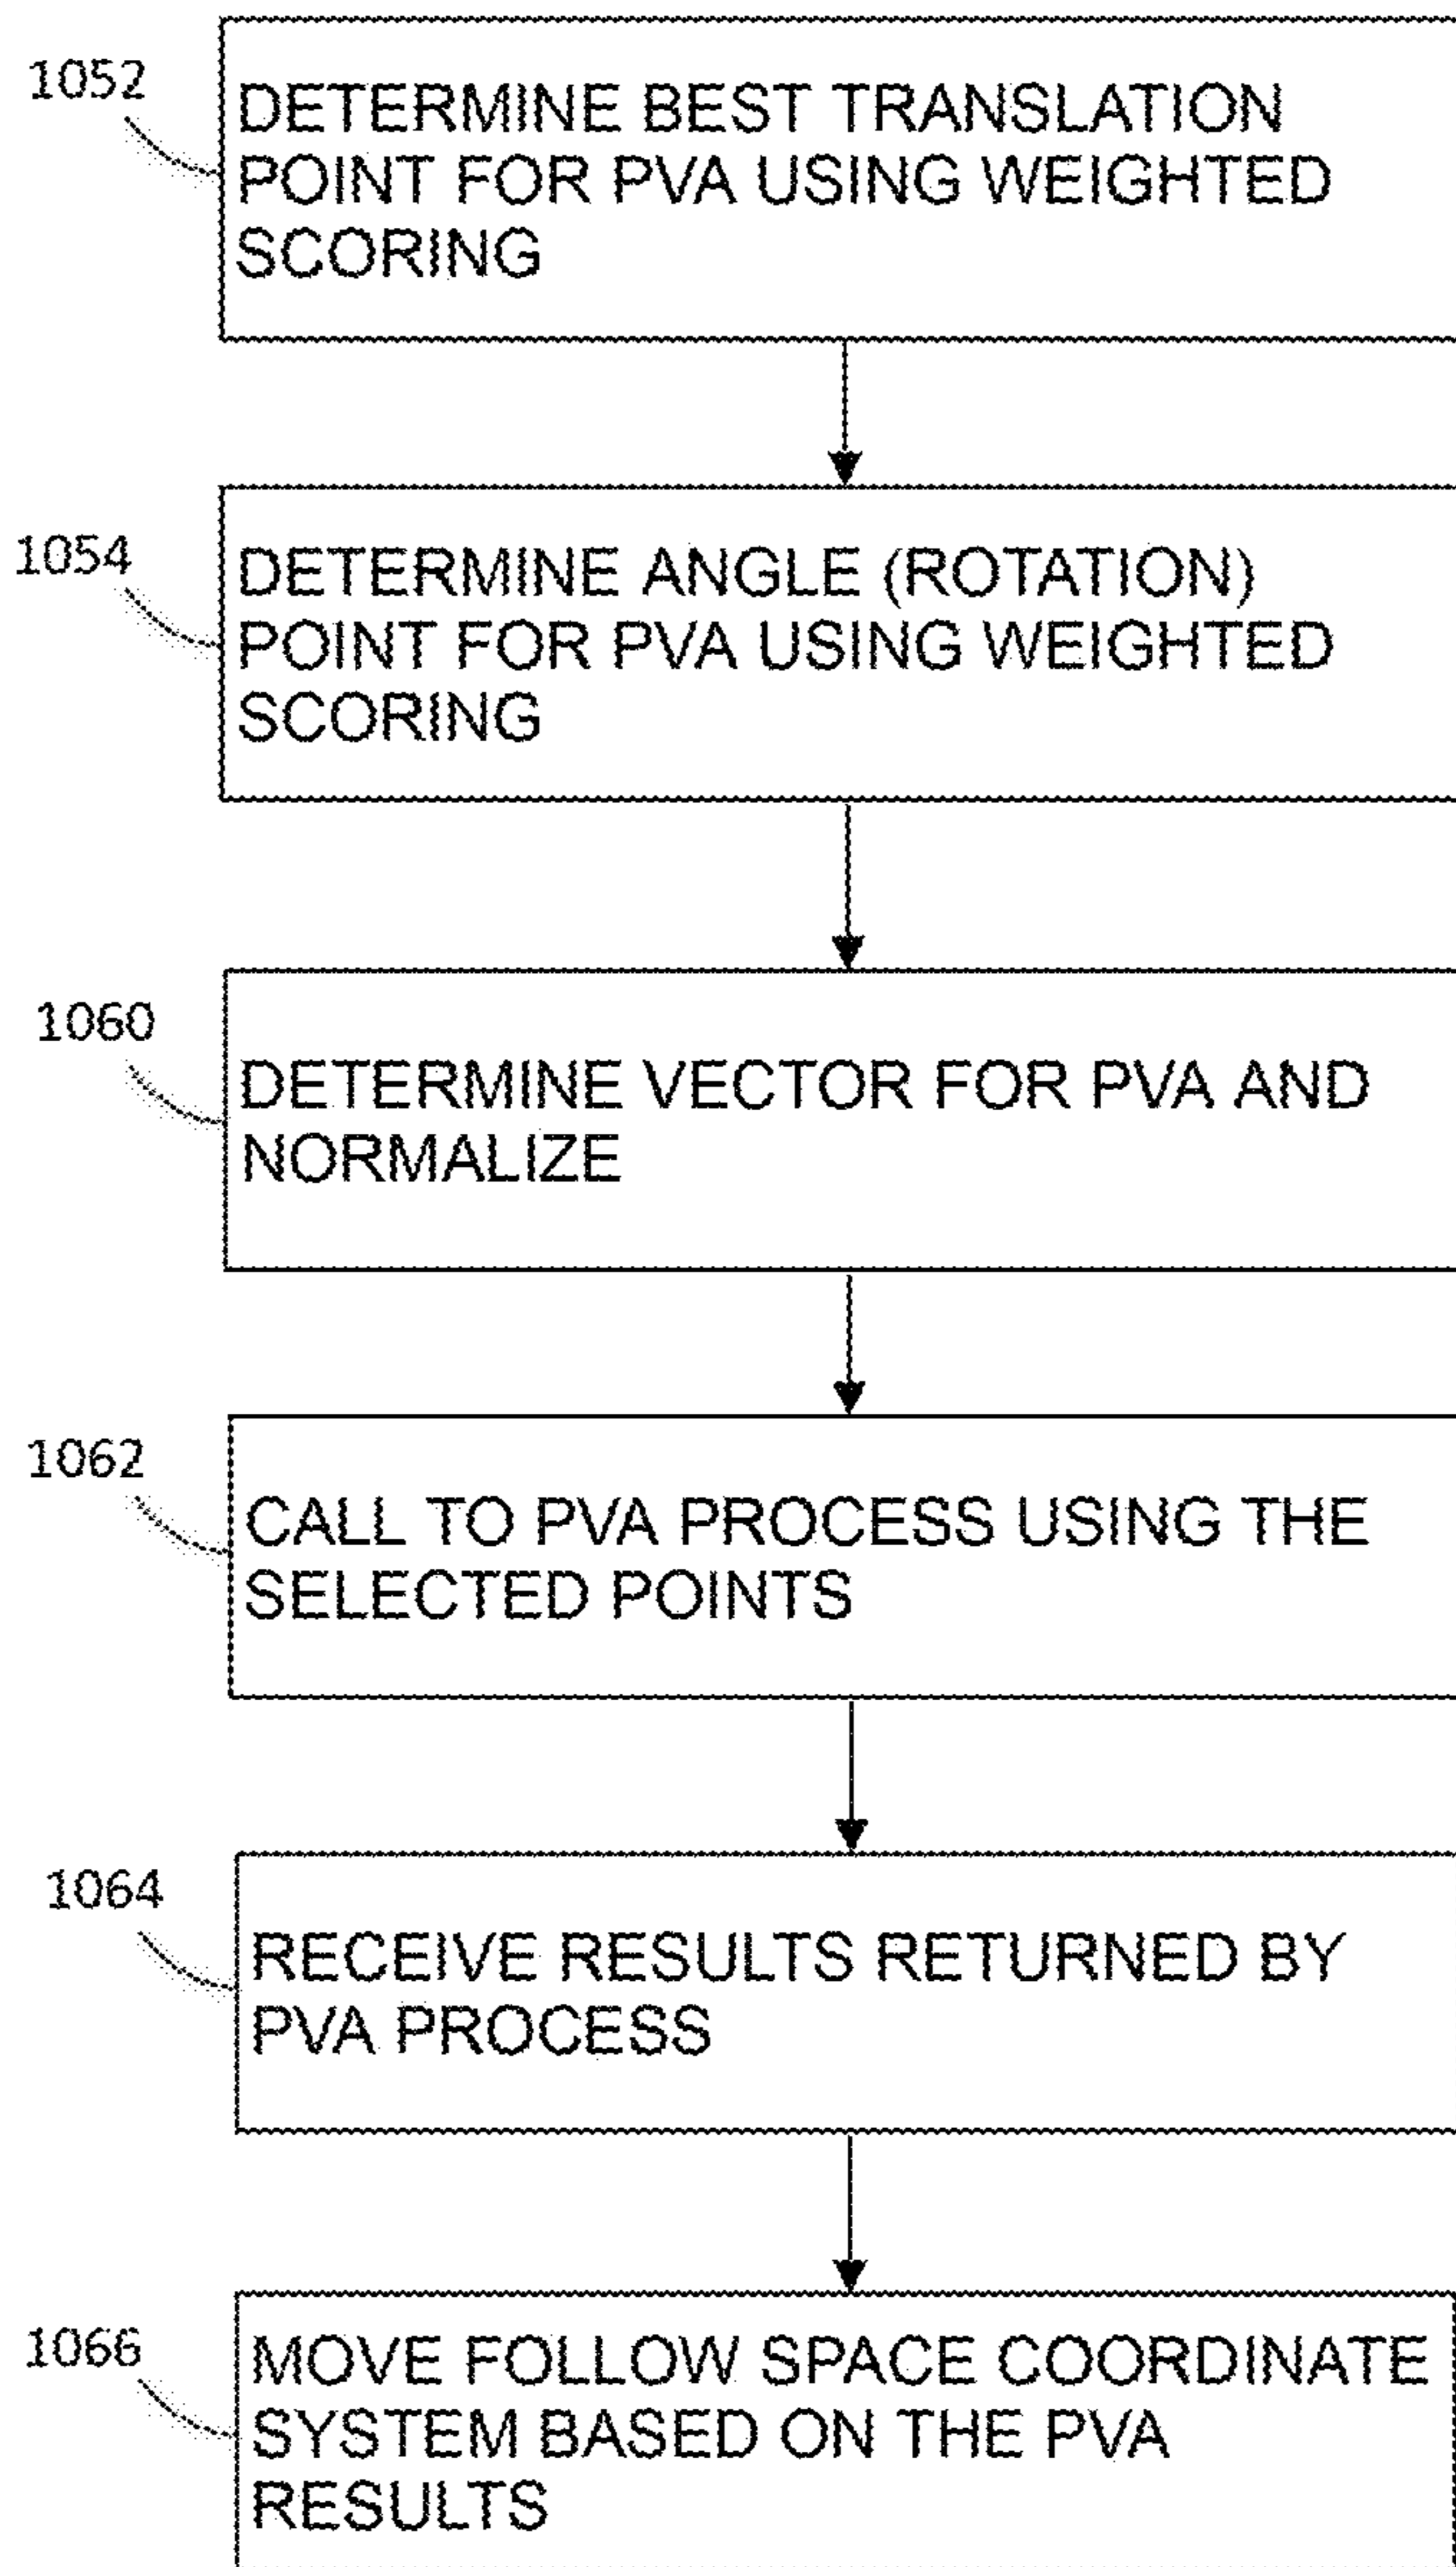 1052
DETERMINE BEST TRANSLATION
POINT FOR PVA USING WEIGHTED
SCORING
1054
DETERMINE ANGLE (ROTATION)
POINT FOR PVA USING WEIGHTED
SCORING
1060
DETERMINE VECTOR FOR PVA AND
NORMALIZE
1062
CALL TO PVA PROCESS USING THE
SELECTED POINTS
1064
RECEIVE RESULTS RETURNED BY
PVA PROCESS
1066
MOVE FOLLOW SPACE COORDINATE
SYSTEM BASED ON THE PVA
RESULTS